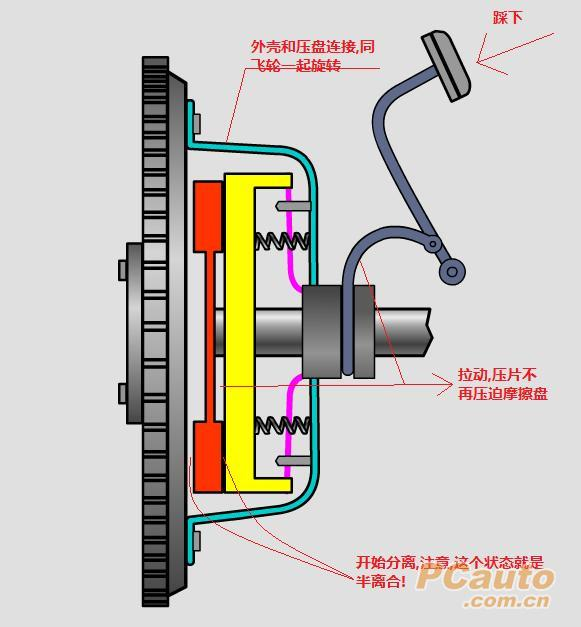 踩下
外壳和压盘连接,同
飞轮一起旋转
拉动,压片不
再压迫摩擦盘
开始分离,注意,这个状态就是
半离合!
PCauto
.com.cn